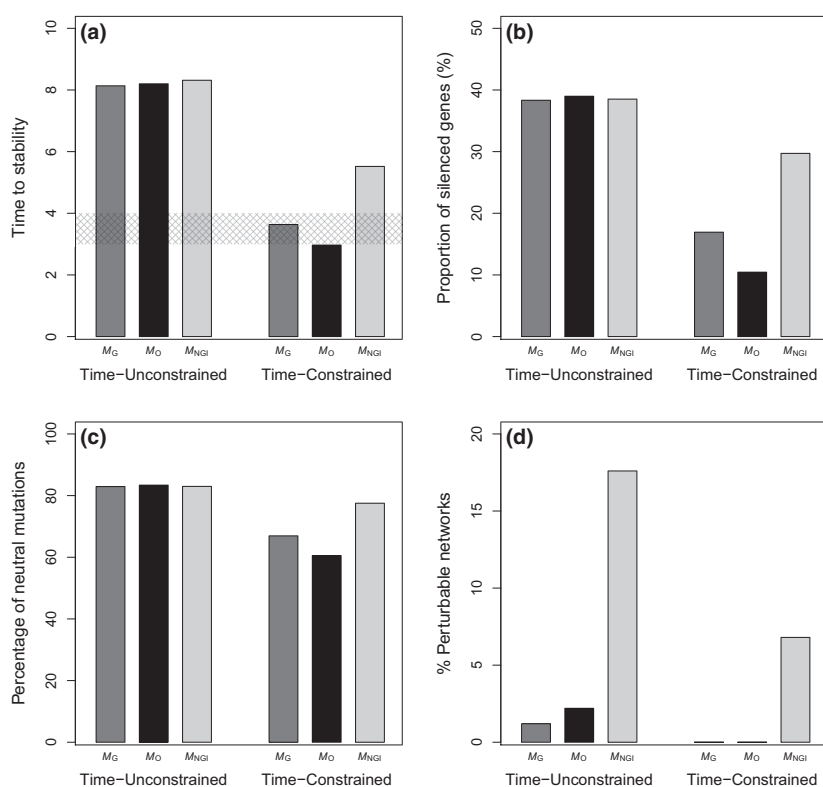 (a)
Time to stability
10
8
6
4
2
0
MG MO MNGI MG MO MNGI
Time−Unconstrained Time−Constrained
(b)
Proportion of silenced genes (%)
50
40
30
20
10
0
MG MO MNGI MG MO MNGI
Time−Unconstrained Time−Constrained
(c)
Percentage of neutral mutations
100
80
60
40
20
0
MG MO MNGI MG MO MNGI
Time−Unconstrained Time−Constrained
(d)
% Perturbable networks
20
15
10
5
0
MG MO MNGI MG MO MNGI
Time−Unconstrained Time−Constrained